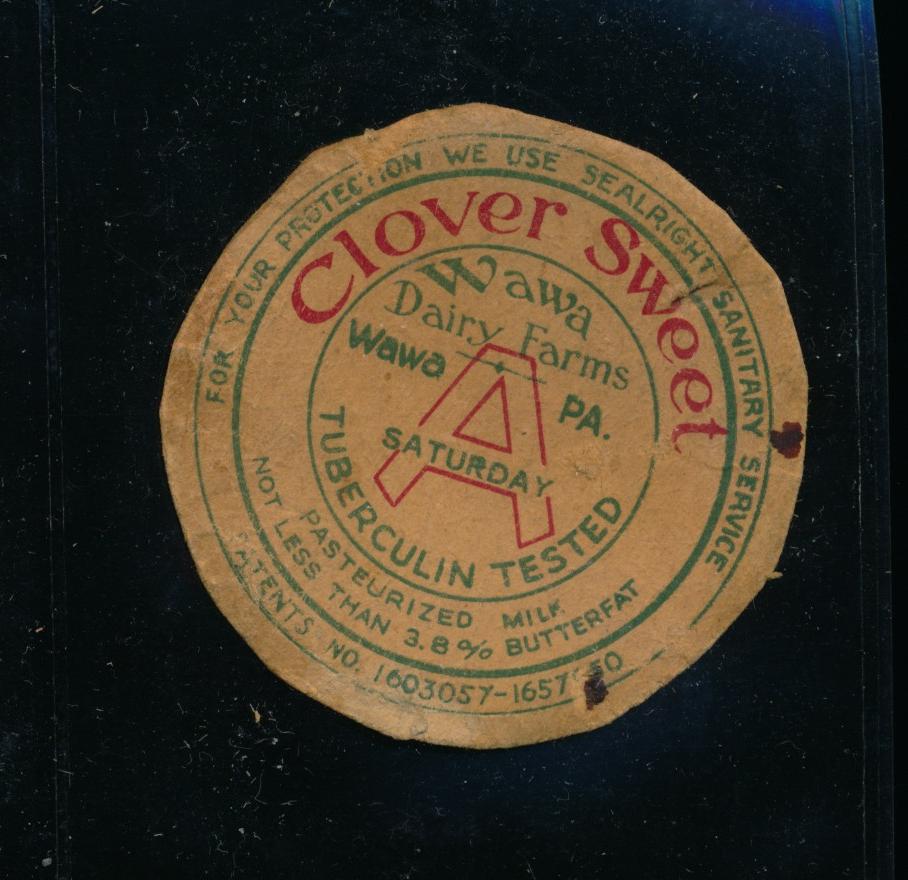 FOR YOUR PROTECTION WE USE SEALRIGHT SANITARY SERVICE
Clover Sweet
Wawa
Dairy Farms
Wawa PA.
A
SATURDAY
TUBERCULIN TESTED
PASTEURIZED MILK
NOT LESS THAN 3.8% BUTTERFAT
PATENTS NO. 1603057-